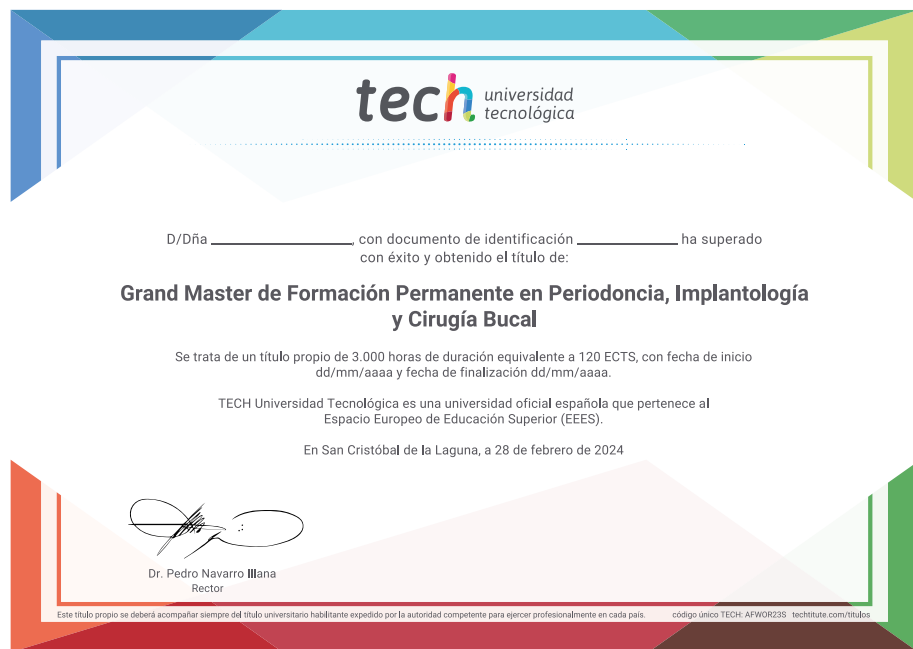 tech universidad
tecnológica
D/Dña ____________________, con documento de identificación ______________ ha superado
con éxito y obtenido el título de:
Grand Master de Formación Permanente en Periodoncia, Implantología
y Cirugía Bucal
Se trata de un título propio de 3.000 horas de duración equivalente a 120 ECTS, con fecha de inicio
dd/mm/aaaa y fecha de finalización dd/mm/aaaa.
TECH Universidad Tecnológica es una universidad oficial española que pertenece al
Espacio Europeo de Educación Superior (EEES).
En San Cristóbal de la Laguna, a 28 de febrero de 2024
Dr. Pedro Navarro Illana
Rector
Este título propio se deberá acompañar siempre del título universitario habilitante expedido por la autoridad competente para ejercer profesionalmente en cada país. código único TECH: AFWOR23S techtitute.com/titulos